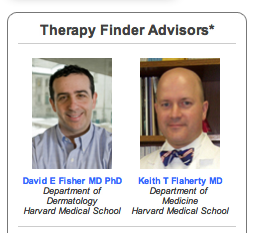 Therapy Finder Advisors*
David E Fisher MD PhD
Department of
Dermatology
Harvard Medical School
Keith T Flaherty MD
Department of
Medicine
Harvard Medical School